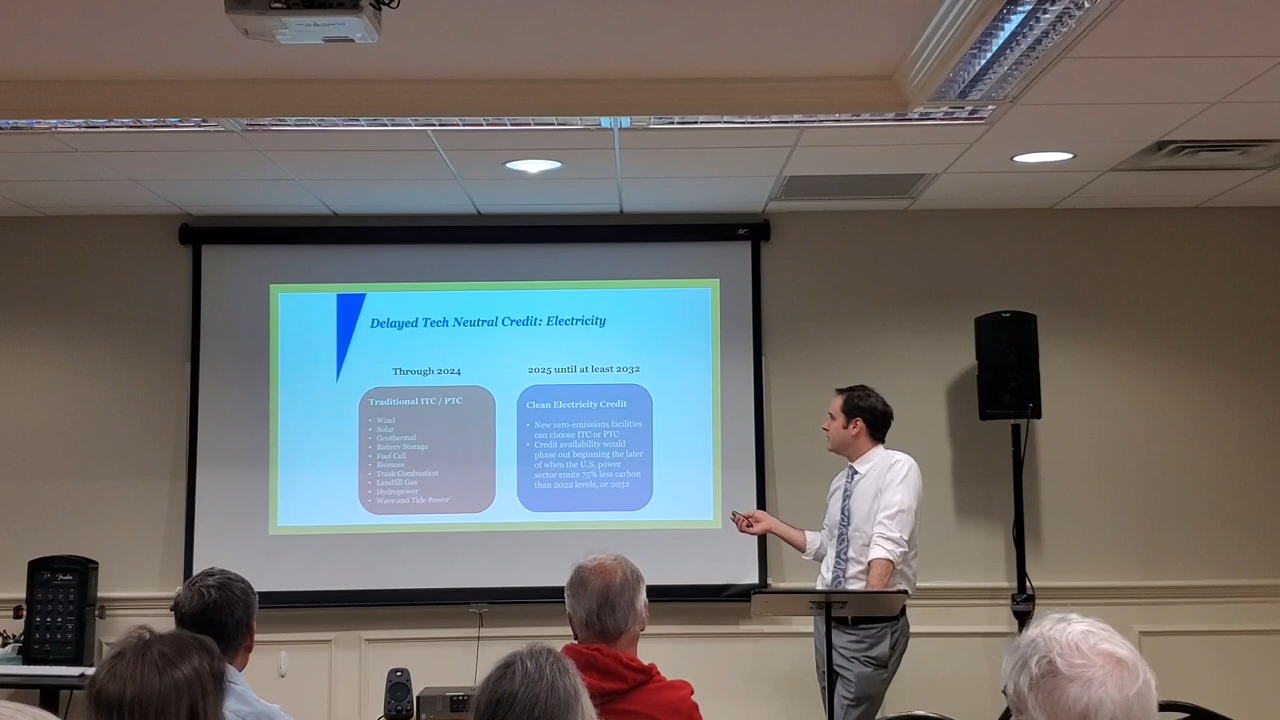 Delayed Tech Neutral Credit: Electricity
Through 2024
Traditional ITC / PTC
• Wind
• Solar
• Geothermal
• Battery Storage
• Fuel Cell
• Biomass
• Trash Combustion
• Landfill Gas
• Hydropower
• Wave and Tide Power
2025 until at least 2032
Clean Electricity Credit
• New zero-emissions facilities
can choose ITC or PTC
• Credit availability would
phase out beginning the later
of when the U.S. power
sector emits 75% less carbon
than 2022 levels, or 2032
Fender